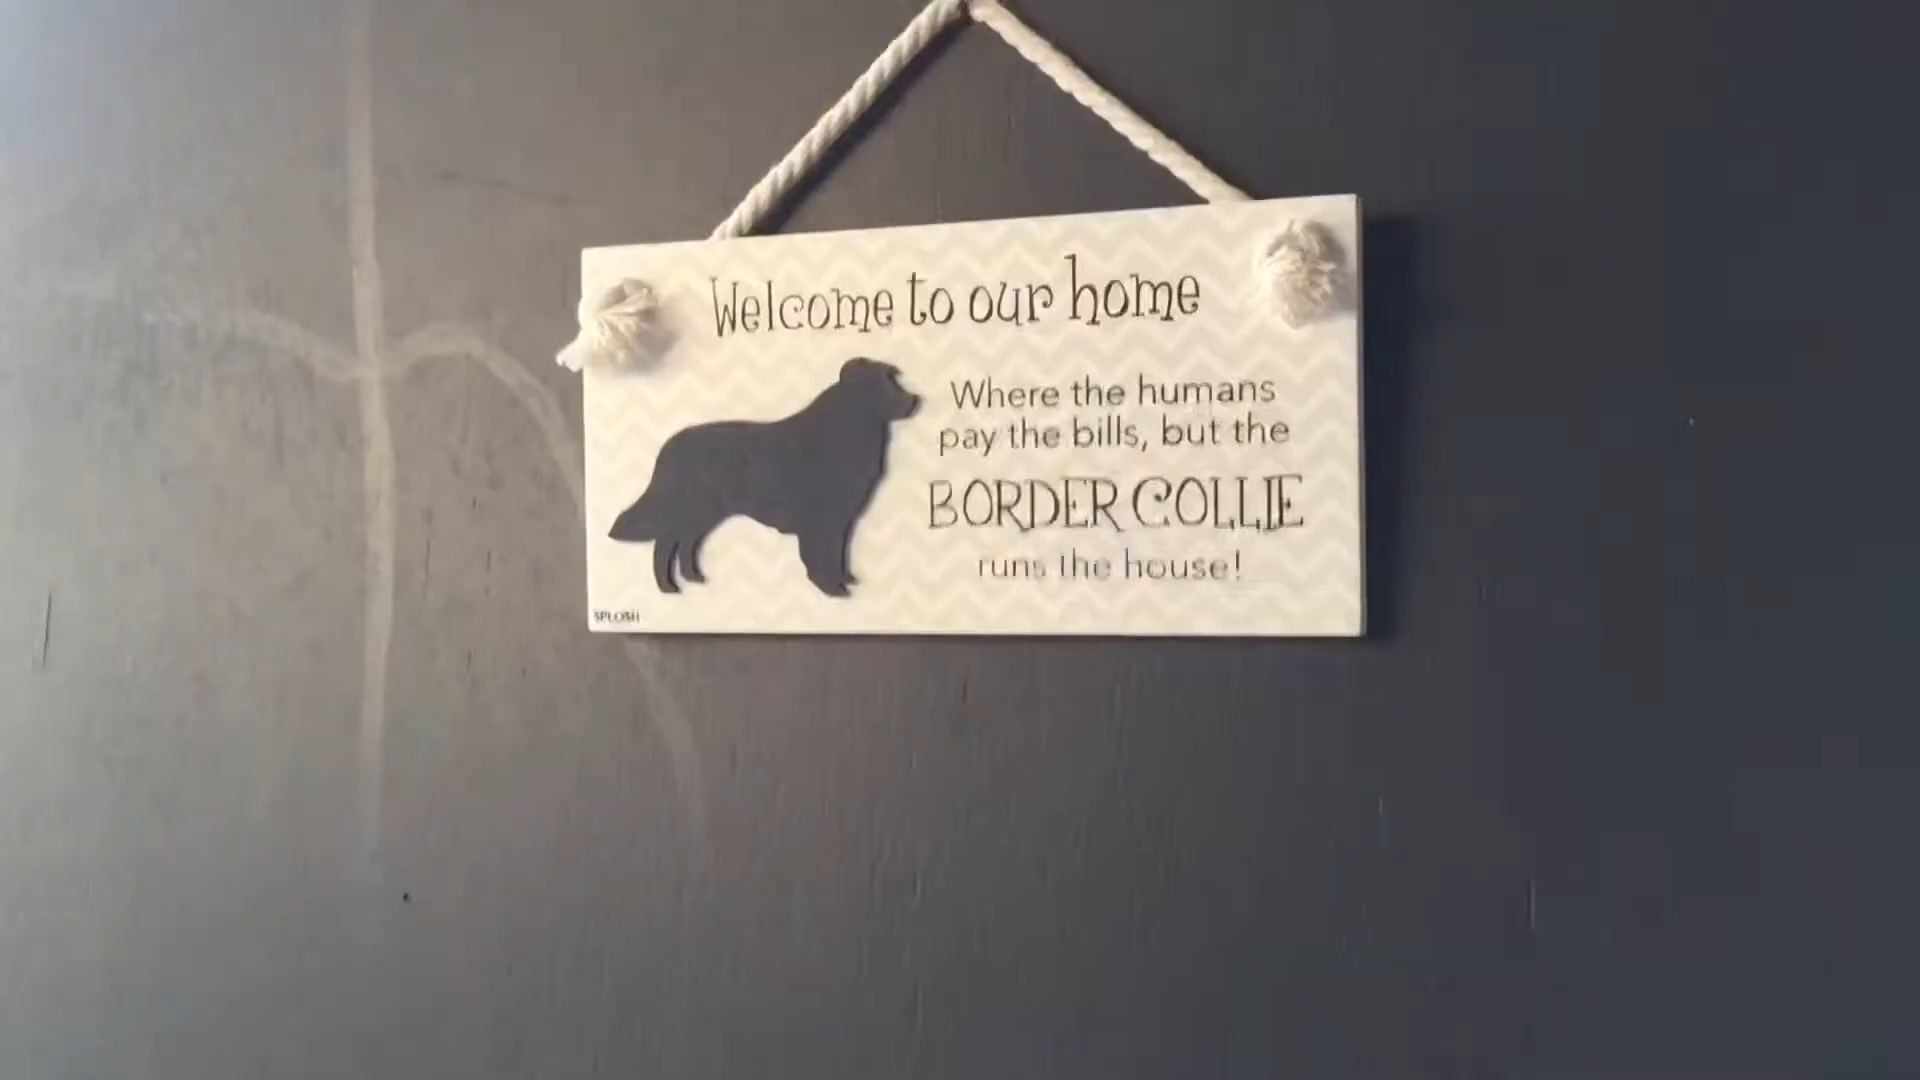 Welcome to our home
Where the humans
pay the bills, but the
BORDER COLLIE
runs the house!
SPLOSH